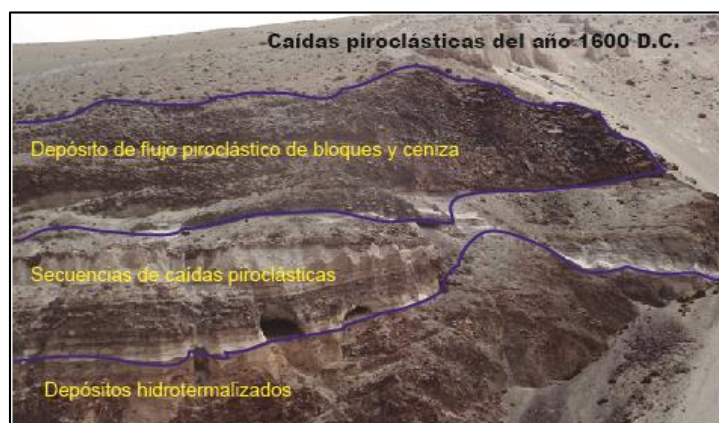 Caídas piroclásticas del año 1600 D.C.
Depósito de flujo piroclástico de bloques y ceniza
Secuencias de caídas piroclásticas
Depósitos hidrotermalizados